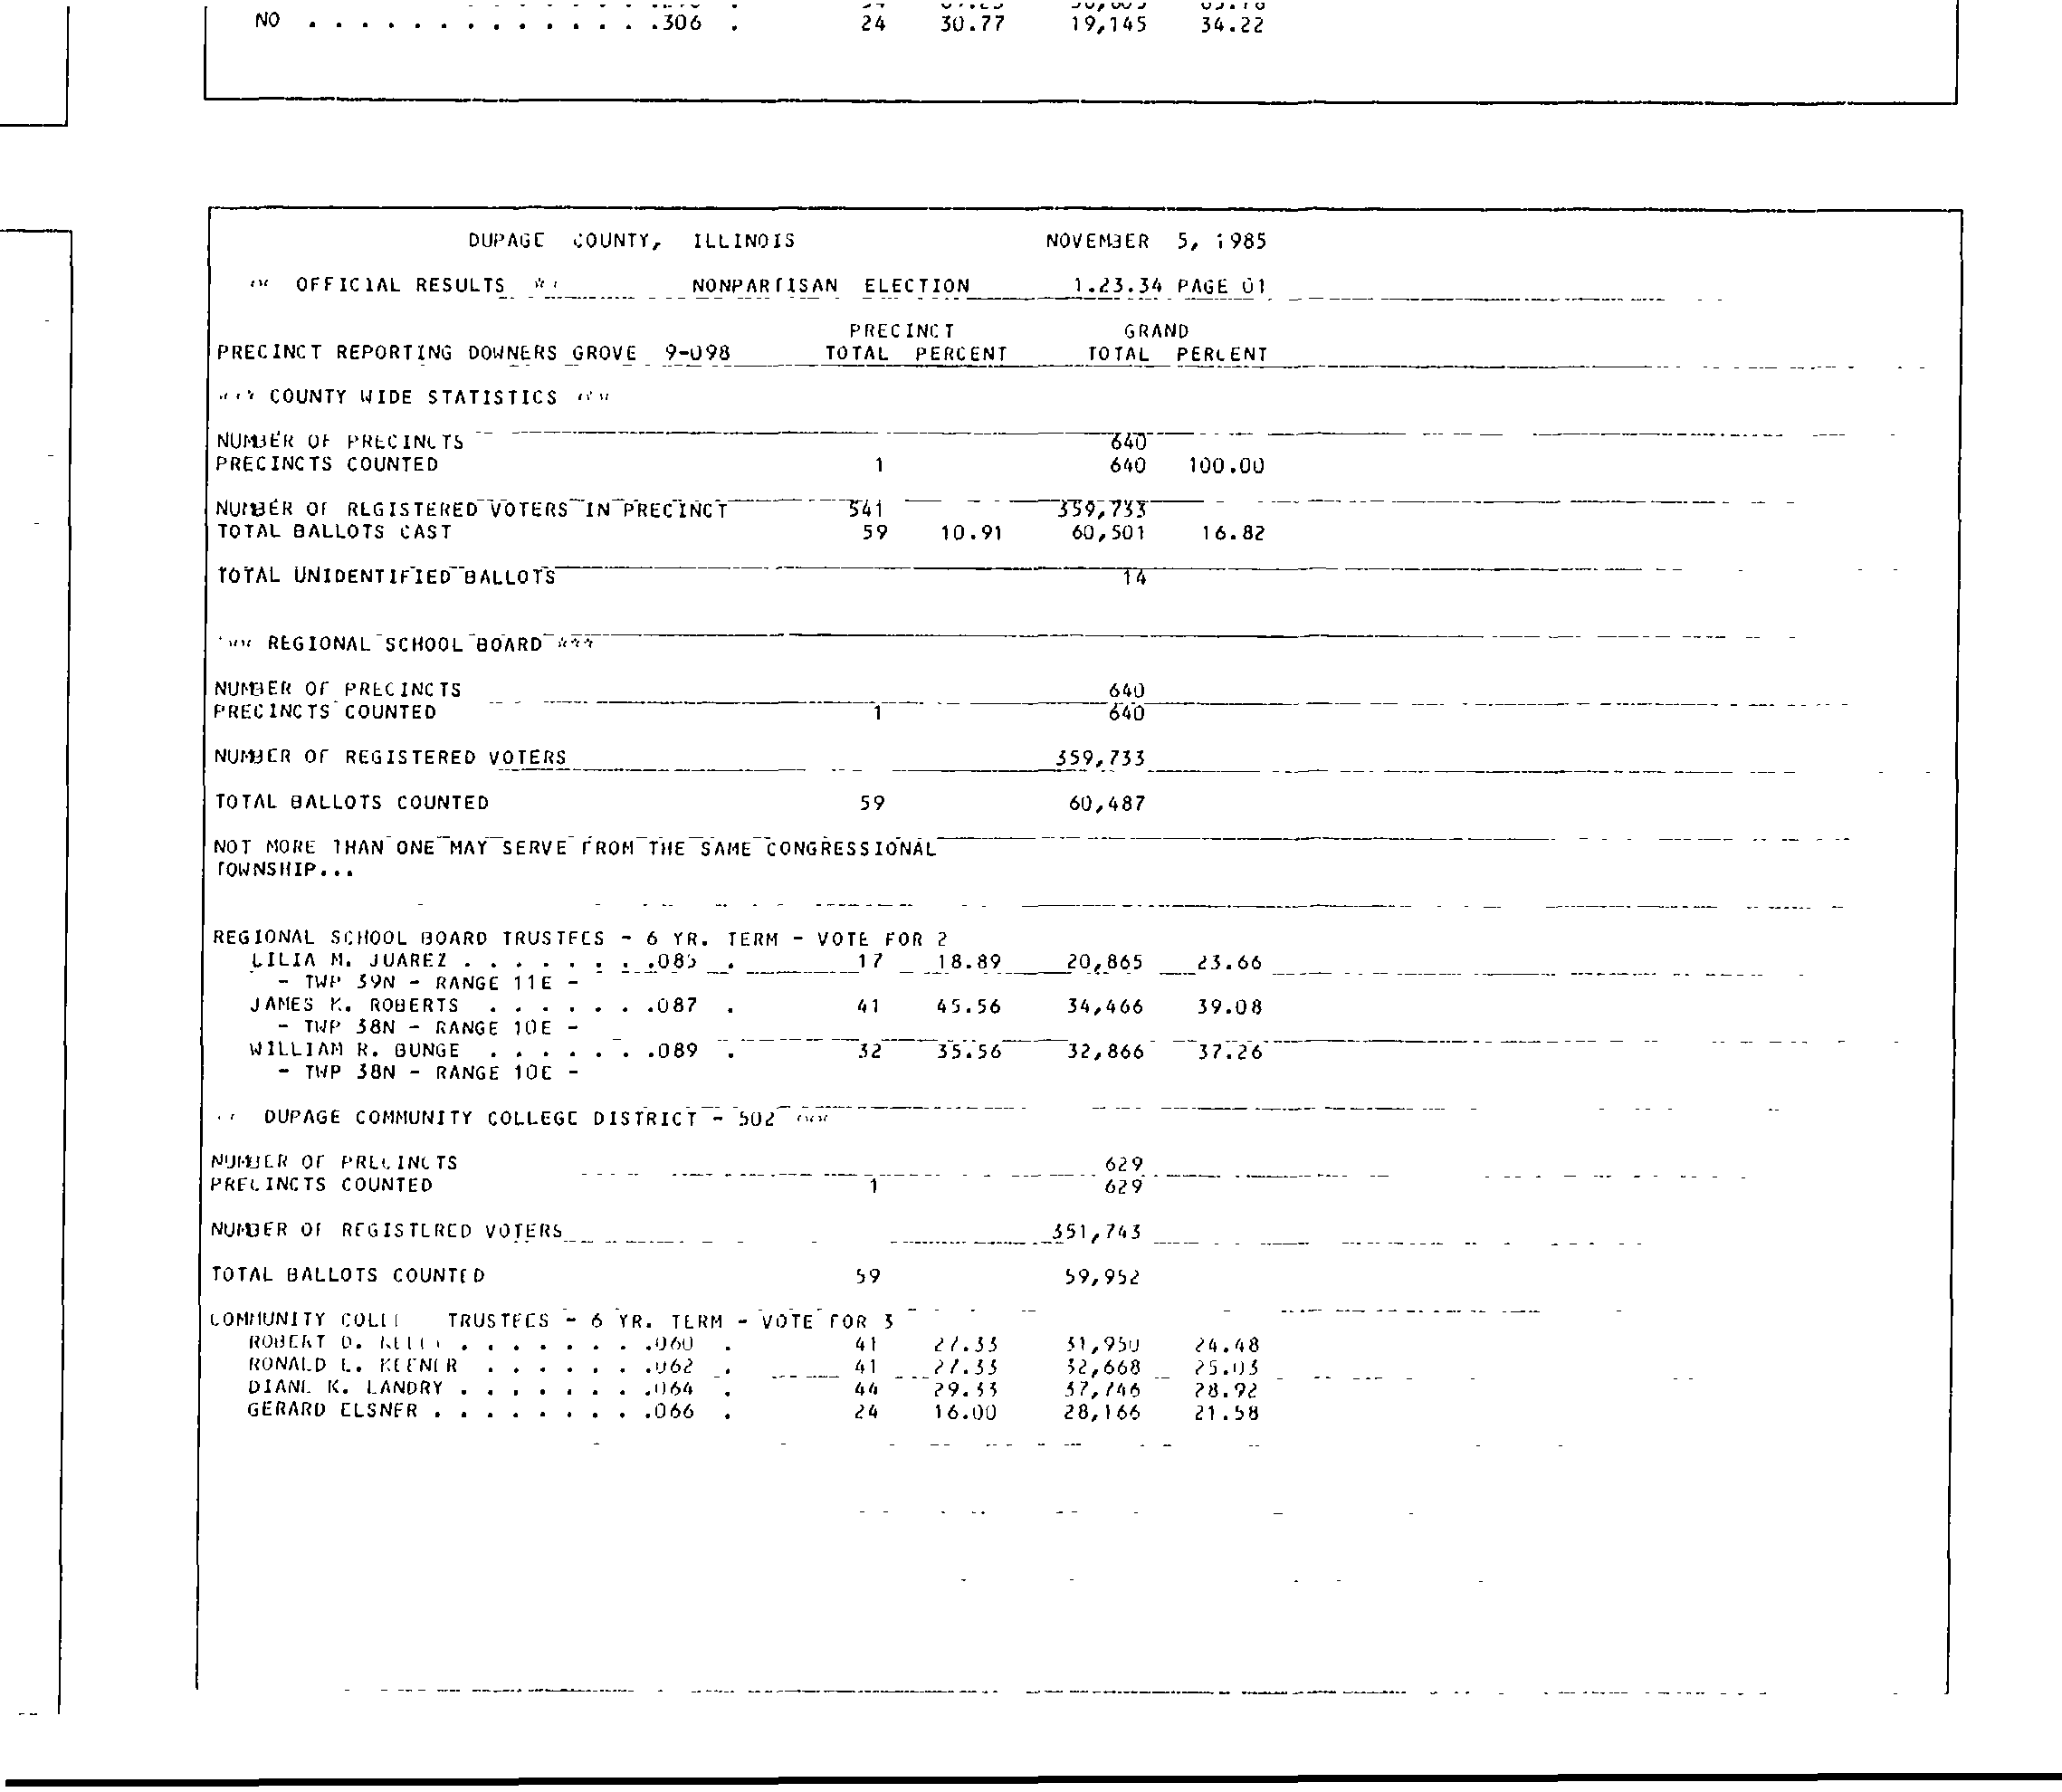 NO . . . . . . . . . . . . . .306 . 24 30.77 19,145 34.22
DUPAGE COUNTY, ILLINOIS NOVEMBER 5, 1985
OFFICIAL RESULTS NONPARTISAN ELECTION 1.23.34 PAGE 01
PRECINCT GRAND
PRECINCT REPORTING DOWNERS GROVE 9-098 TOTAL PERCENT TOTAL PERCENT
*** COUNTY WIDE STATISTICS ***
NUMBER OF PRECINCTS 640
PRECINCTS COUNTED 1 640 100.00
NUMBER OF REGISTERED VOTERS IN PRECINCT 541 359,733
TOTAL BALLOTS CAST 59 10.91 60,501 16.82
TOTAL UNIDENTIFIED BALLOTS 14
*** REGIONAL SCHOOL BOARD ***
NUMBER OF PRECINCTS 640
PRECINCTS COUNTED 1 640
NUMBER OF REGISTERED VOTERS 359,733
TOTAL BALLOTS COUNTED 59 60,487
NOT MORE THAN ONE MAY SERVE FROM THE SAME CONGRESSIONAL
TOWNSHIP...
REGIONAL SCHOOL BOARD TRUSTEES - 6 YR. TERM - VOTE FOR 2
LILIA M. JUAREZ . . . . . . . .085 . 17 18.89 20,865 23.66
- TWP 39N - RANGE 11E -
JAMES K. ROBERTS . . . . . . .087 . 41 45.56 34,466 39.08
- TWP 38N - RANGE 10E -
WILLIAM R. BUNGE . . . . . . .089 . 32 35.56 32,866 37.26
- TWP 38N - RANGE 10E -
DUPAGE COMMUNITY COLLEGE DISTRICT - 502 ***
NUMBER OF PRECINCTS 629
PRECINCTS COUNTED 1 629
NUMBER OF REGISTERED VOTERS 351,743
TOTAL BALLOTS COUNTED 59 59,952
COMMUNITY TRUSTEES - 6 YR. TERM - VOTE FOR 3
ROBERT D. . . . . . . . .060 . 41 27.33 31,950 24.48
RONALD E. KEENER . . . . . . .062 . 41 27.33 32,668 25.03
DIANE K. LANDRY . . . . . . . .064 . 44 29.33 37,746 28.92
GERARD ELSNER . . . . . . . . .066 . 24 16.00 28,166 21.58